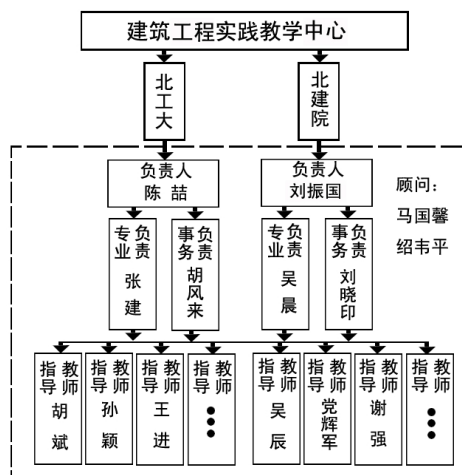 建筑工程实践教学中心
北工大
北建院
负责人
陈喆
负责人
刘振国
顾问：
马国馨
绍韦平
专业负责
张建
事务负责
胡风来
专业负责
吴晨
事务负责
刘晓印
指导教师
胡斌
指导教师
孙颖
指导教师
王进
指导教师
•••
指导教师
吴辰
指导教师
党辉军
指导教师
谢强
指导教师
•••